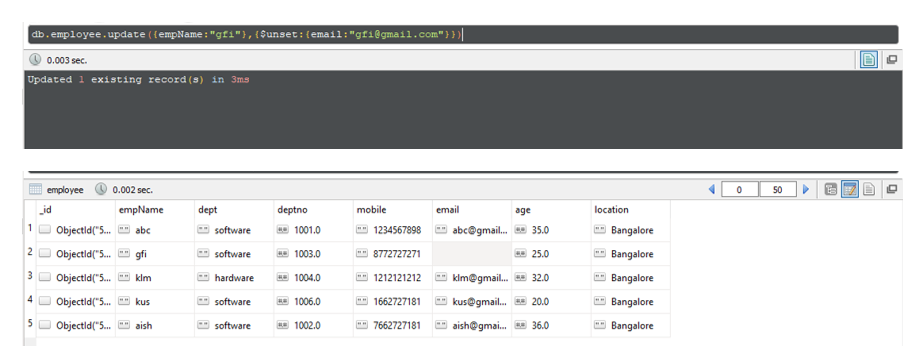 db.employee.update({empName:"gfi"},{$unset:{email:"gfi@gmail.com"}})
0.003 sec.
Updated 1 existing record(s) in 3ms
employee 0.002 sec. 0 50
_id empName dept deptno mobile email age location
1 ObjectId("5... abc software 1001.0 1234567898 abc@gmail... 35.0 Bangalore
2 ObjectId("5... gfi software 1003.0 8772727271 25.0 Bangalore
3 ObjectId("5... klm hardware 1004.0 1212121212 klm@gmail... 32.0 Bangalore
4 ObjectId("5... kus software 1006.0 1662727181 kus@gmail... 20.0 Bangalore
5 ObjectId("5... aish software 1002.0 7662727181 aish@gmai... 36.0 Bangalore